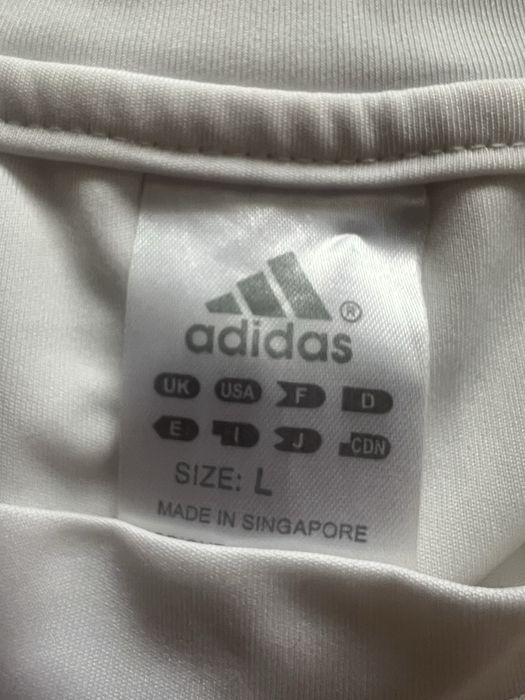 adidas®
UK USA F D
E I J CDN
SIZE: L
MADE IN SINGAPORE